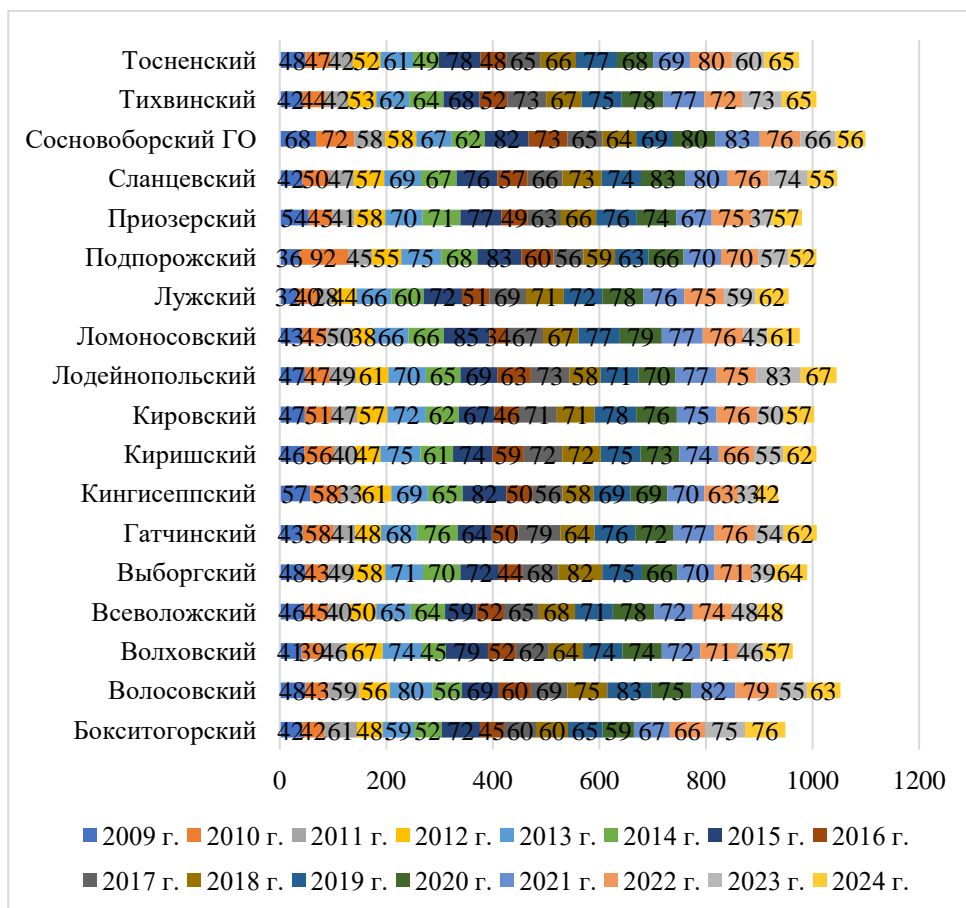 Тосненский 48 47 42 52 61 49 78 48 65 66 77 68 69 80 60 65
Тихвинский 42 44 42 53 62 64 68 52 73 67 75 78 77 72 73 65
Сосновоборский ГО 68 72 58 58 67 62 82 73 65 64 69 80 83 76 66 56
Сланцевский 42 50 47 57 69 67 76 57 66 73 74 83 80 76 74 55
Приозерский 54 45 41 58 70 71 77 49 63 66 76 74 67 75 37 57
Подпорожский 36 92 45 55 75 68 83 60 56 59 63 66 70 70 57 52
Лужский 32 40 28 44 66 60 72 51 69 71 72 78 76 75 59 62
Ломоносовский 43 45 50 38 66 66 85 34 67 67 77 79 77 76 45 61
Лодейнопольский 47 47 49 61 70 65 69 63 73 58 71 70 77 75 83 67
Кировский 47 51 47 57 72 62 67 46 71 71 78 76 75 76 50 57
Киришский 46 56 40 47 75 61 74 59 72 72 75 73 74 66 55 62
Кингисеппский 57 58 33 61 69 65 82 50 56 58 69 69 70 63 33 42
Гатчинский 43 58 41 48 68 76 64 50 79 64 76 72 77 76 54 62
Выборгский 48 43 49 58 71 70 72 44 68 82 75 66 70 71 39 64
Всеволожский 46 45 40 50 65 64 59 52 65 68 71 78 72 74 48 48
Волховский 41 39 46 67 74 45 79 52 62 64 74 74 72 71 46 57
Волосовский 48 43 59 56 80 56 69 60 69 75 83 75 82 79 55 63
Бокситогорский 42 42 61 48 59 52 72 45 60 60 65 59 67 66 75 76
0 200 400 600 800 1000 1200
2009 г. 2010 г. 2011 г. 2012 г. 2013 г. 2014 г. 2015 г. 2016 г.
2017 г. 2018 г. 2019 г. 2020 г. 2021 г. 2022 г. 2023 г. 2024 г.